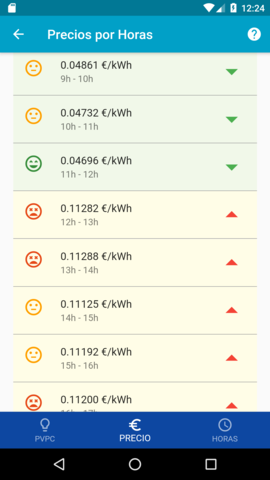 12:24
Precios por Horas
0.04861 €/kWh
9h - 10h
0.04732 €/kWh
10h - 11h
0.04696 €/kWh
11h - 12h
0.11282 €/kWh
12h - 13h
0.11288 €/kWh
13h - 14h
0.11125 €/kWh
14h - 15h
0.11192 €/kWh
15h - 16h
0.11200 €/kWh
16h - 17h
PVPC
PRECIO
HORAS